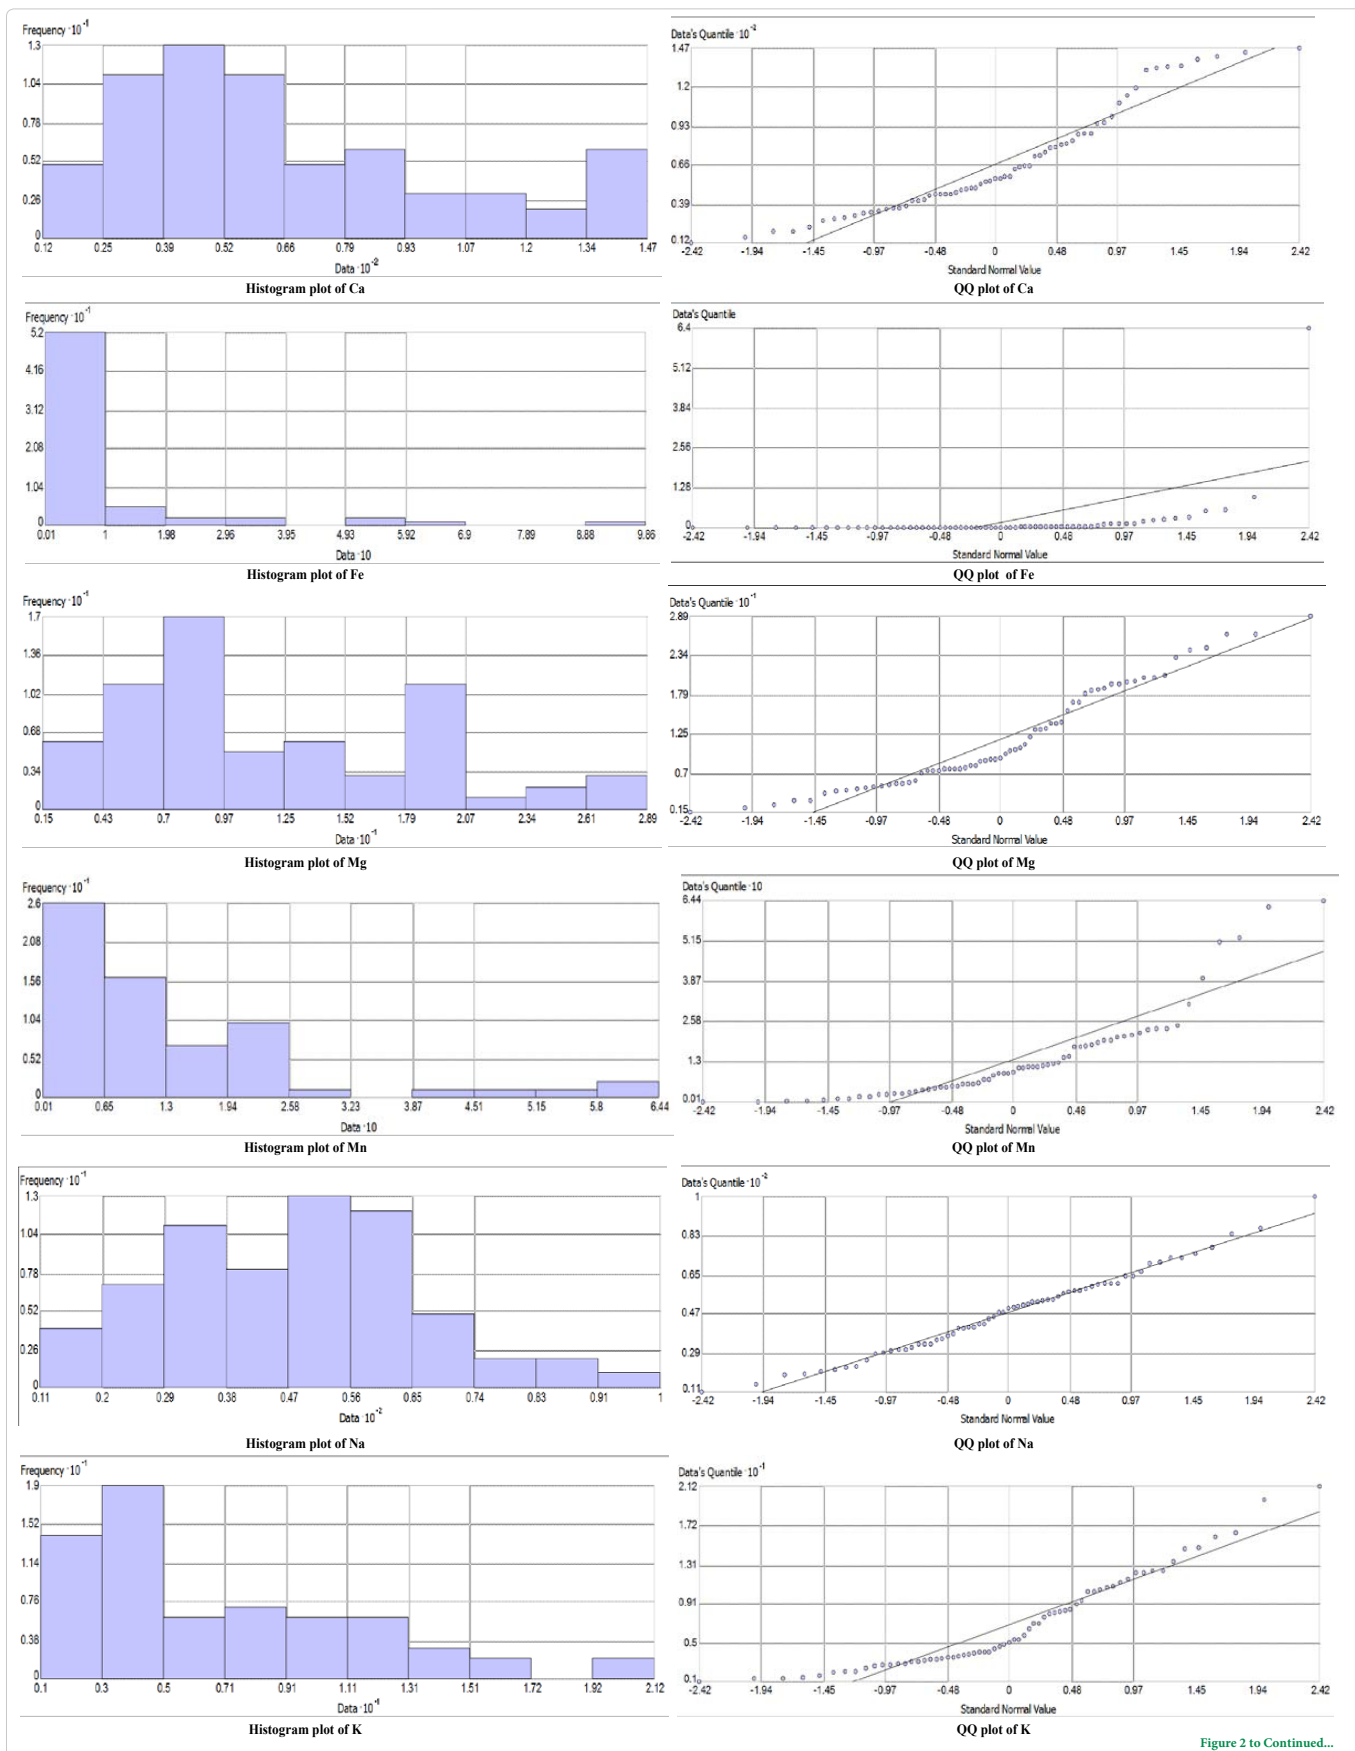 Frequency · 10⁻¹
1.3
1.04
0.78
0.52
0.26
0
0.12 0.25 0.39 0.52 0.66 0.79 0.93 1.07 1.2 1.34 1.47
Data · 10⁻²
Histogram plot of Ca
Data's Quantile · 10⁻²
1.47
1.2
0.93
0.66
0.39
0.12
-2.42 -1.94 -1.45 -0.97 -0.48 0 0.48 0.97 1.45 1.94 2.42
Standard Normal Value
QQ plot of Ca
Frequency · 10⁻¹
5.2
4.16
3.12
2.08
1.04
0
0.01 1 1.98 2.96 3.95 4.93 5.92 6.9 7.89 8.88 9.86
Data · 10
Histogram plot of Fe
Data's Quantile
6.4
5.12
3.84
2.56
1.28
0
-2.42 -1.94 -1.45 -0.97 -0.48 0 0.48 0.97 1.45 1.94 2.42
Standard Normal Value
QQ plot of Fe
Frequency · 10⁻¹
1.7
1.36
1.02
0.68
0.34
0
0.15 0.43 0.7 0.97 1.25 1.52 1.79 2.07 2.34 2.61 2.89
Data · 10⁻¹
Histogram plot of Mg
Data's Quantile · 10⁻¹
2.89
2.34
1.79
1.25
0.7
0.15
-2.42 -1.94 -1.45 -0.97 -0.48 0 0.48 0.97 1.45 1.94 2.42
Standard Normal Value
QQ plot of Mg
Frequency · 10⁻¹
2.6
2.08
1.56
1.04
0.52
0
0.01 0.65 1.3 1.94 2.58 3.23 3.87 4.51 5.15 5.8 6.44
Data · 10
Histogram plot of Mn
Data's Quantile · 10
6.44
5.15
3.87
2.58
1.3
0.01
-2.42 -1.94 -1.45 -0.97 -0.48 0 0.48 0.97 1.45 1.94 2.42
Standard Normal Value
QQ plot of Mn
Frequency · 10⁻¹
1.3
1.04
0.78
0.52
0.26
0
0.11 0.2 0.29 0.38 0.47 0.56 0.65 0.74 0.83 0.91 1
Data · 10⁻²
Histogram plot of Na
Data's Quantile · 10⁻²
1
0.83
0.65
0.47
0.29
0.11
-2.42 -1.94 -1.45 -0.97 -0.48 0 0.48 0.97 1.45 1.94 2.42
Standard Normal Value
QQ plot of Na
Frequency · 10⁻¹
1.9
1.52
1.14
0.76
0.38
0
0.1 0.3 0.5 0.71 0.91 1.11 1.31 1.51 1.72 1.92 2.12
Data · 10⁻¹
Histogram plot of K
Data's Quantile · 10⁻¹
2.12
1.72
1.31
0.91
0.5
0.1
-2.42 -1.94 -1.45 -0.97 -0.48 0 0.48 0.97 1.45 1.94 2.42
Standard Normal Value
QQ plot of K
Figure 2 to Continued...